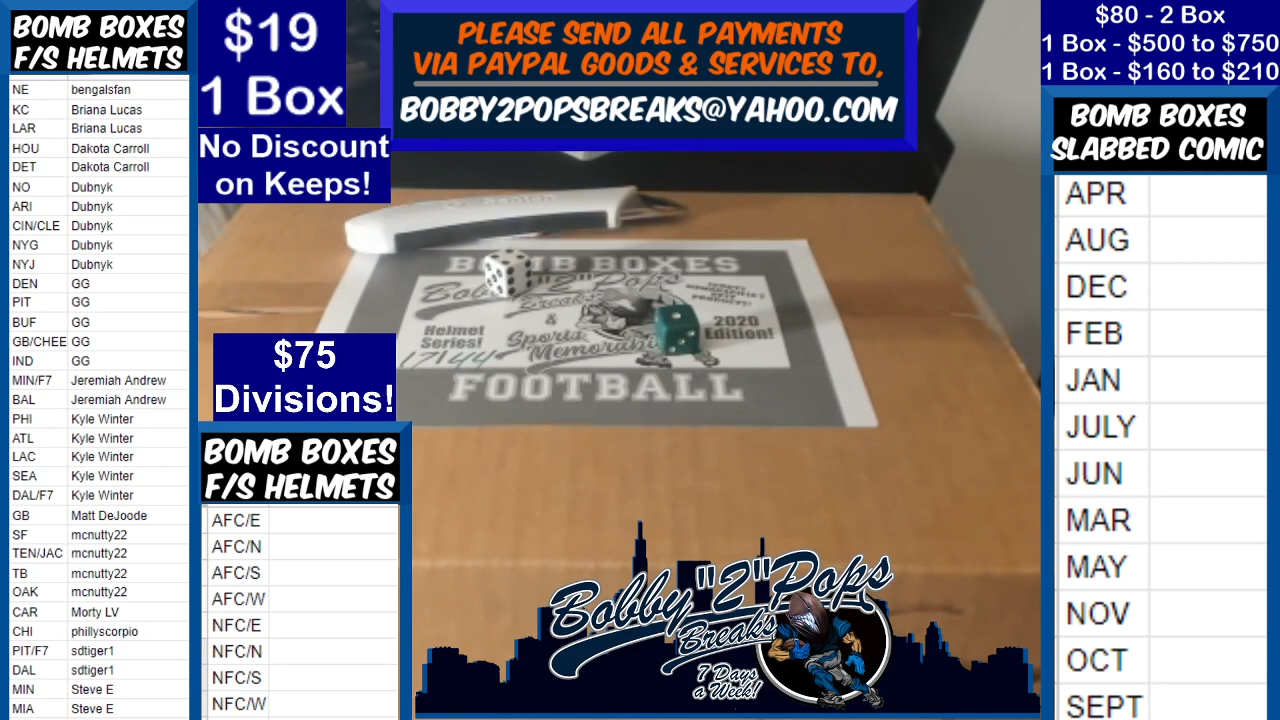 BOMB BOXES
F/S HELMETS
NE bengalsfan
KC Briana Lucas
LAR Briana Lucas
HOU Dakota Carroll
DET Dakota Carroll
NO Dubnyk
ARI Dubnyk
CIN/CLE Dubnyk
NYG Dubnyk
NYJ Dubnyk
DEN GG
PIT GG
BUF GG
GB/CHEE GG
IND GG
MIN/F7 Jeremiah Andrew
BAL Jeremiah Andrew
PHI Kyle Winter
ATL Kyle Winter
LAC Kyle Winter
SEA Kyle Winter
DAL/F7 Kyle Winter
GB Matt DeJoode
SF mcnutty22
TEN/JAC mcnutty22
TB mcnutty22
OAK mcnutty22
CAR Morty LV
CHI phillyscorpio
PIT/F7 sdtiger1
DAL sdtiger1
MIN Steve E
MIA Steve E
$19
1 Box
No Discount
on Keeps!
$75
Divisions!
BOMB BOXES
F/S HELMETS
AFC/E
AFC/N
AFC/S
AFC/W
NFC/E
NFC/N
NFC/S
NFC/W
PLEASE SEND ALL PAYMENTS
VIA PAYPAL GOODS & SERVICES TO,
BOBBY2POPSBREAKS@YAHOO.COM
BOMB BOXES
Bobby "2" Pops
Breaks
&
Sports
Helmet
Series!
2020
Edition!
17/44
FOOTBALL
Bobby "2" Pops
Breaks
7 Days
a Week!
$80 - 2 Box
1 Box - $500 to $750
1 Box - $160 to $210
BOMB BOXES
SLABBED COMIC
APR
AUG
DEC
FEB
JAN
JULY
JUN
MAR
MAY
NOV
OCT
SEPT